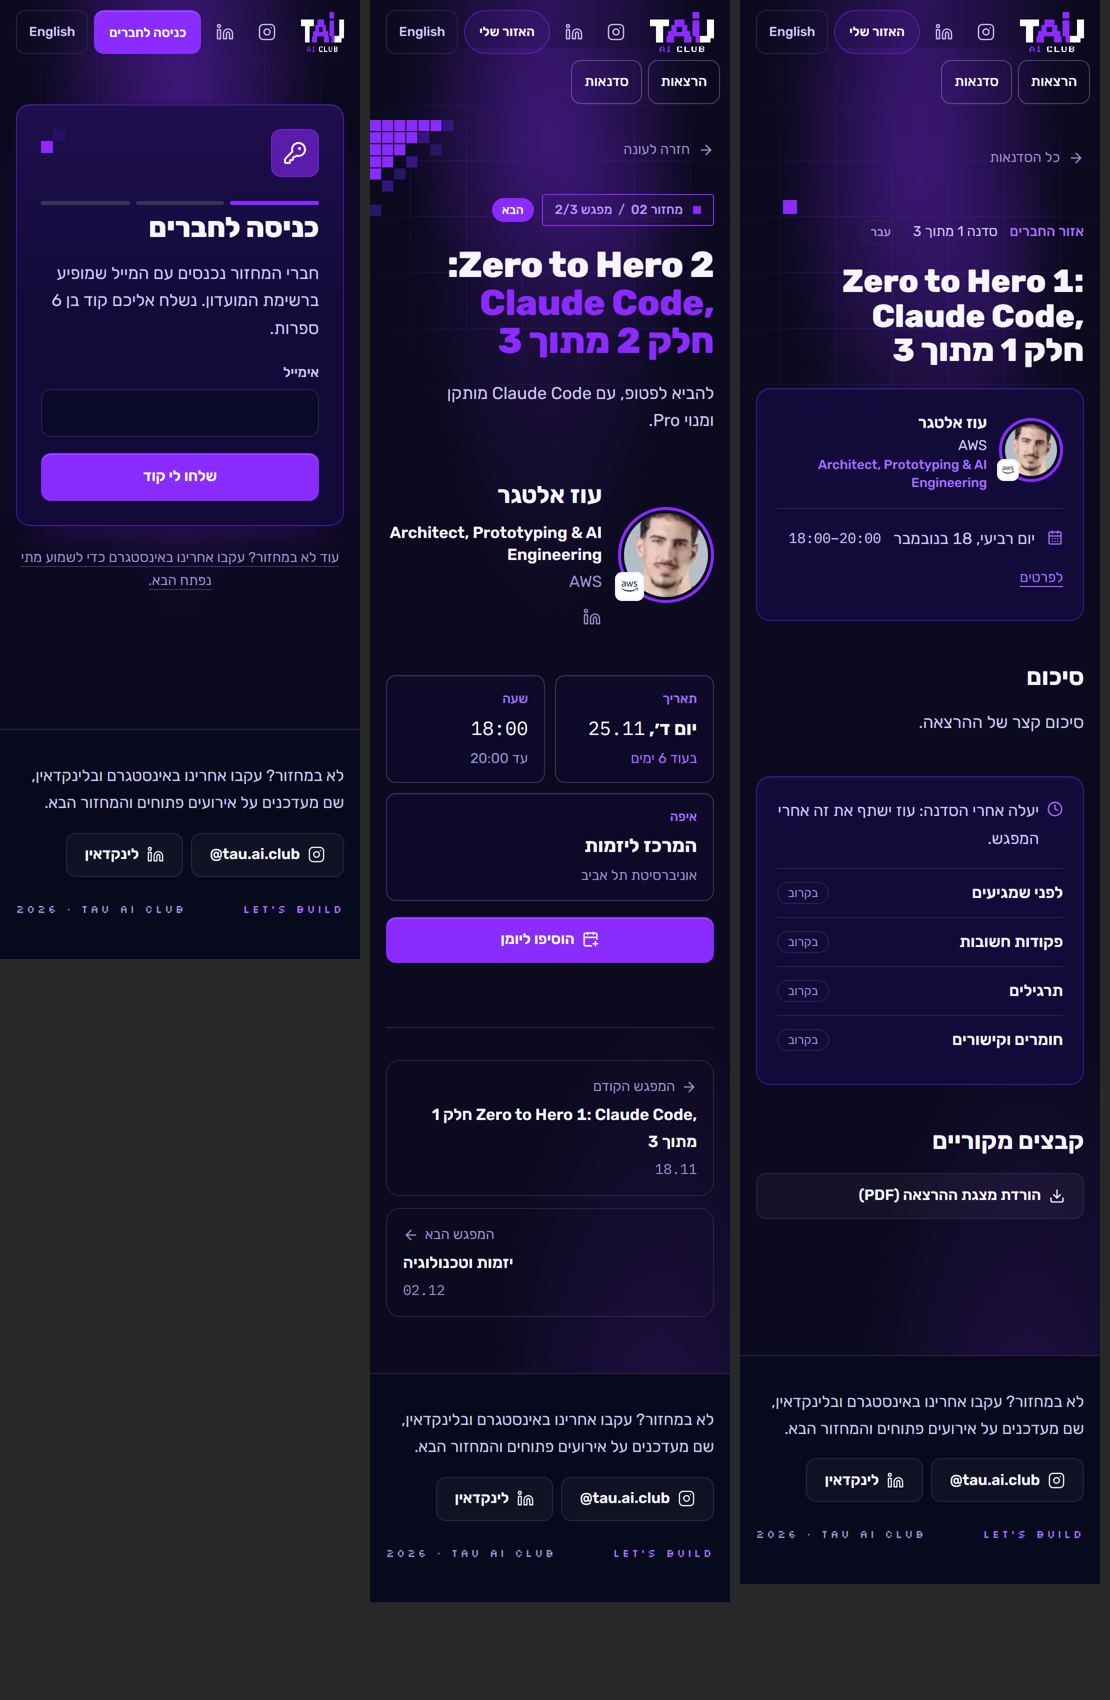 TAU
AI CLUB
כניסה לחברים
English
כניסה לחברים
חברי המחזור נכנסים עם המייל שמופיע
ברשימת המועדון. נשלח אליכם קוד בן 6
ספרות.
אימייל
שלחו לי קוד
עוד לא במחזור? עקבו אחרינו באינסטגרם כדי לשמוע מתי
נפתח הבא.
לא במחזור? עקבו אחרינו באינסטגרם ובלינקדאין,
שם מעדכנים על אירועים פתוחים והמחזור הבא.
@tau.ai.club
לינקדאין
LET'S BUILD
2026 · TAU AI CLUB
TAU
AI CLUB
האזור שלי
English
הרצאות
סדנאות
חזרה לעונה
מחזור 02 / מפגש 2/3
הבא
Zero to Hero 2:
Claude Code,
חלק 2 מתוך 3
להביא לפטופ, עם Claude Code מותקן
ומנוי Pro.
עוז אלטגר
Architect, Prototyping & AI
Engineering
AWS
aws
תאריך
יום ד׳, 25.11
בעוד 6 ימים
שעה
18:00
עד 20:00
איפה
המרכז ליזמות
אוניברסיטת תל אביב
הוסיפו ליומן
המפגש הקודם
Zero to Hero 1: Claude Code, חלק 1
מתוך 3
18.11
המפגש הבא
יזמות וטכנולוגיה
02.12
לא במחזור? עקבו אחרינו באינסטגרם ובלינקדאין,
שם מעדכנים על אירועים פתוחים והמחזור הבא.
@tau.ai.club
לינקדאין
LET'S BUILD
2026 · TAU AI CLUB
TAU
AI CLUB
האזור שלי
English
הרצאות
סדנאות
כל הסדנאות
אזור החברים
סדנה 1 מתוך 3
עבר
Zero to Hero 1:
Claude Code,
חלק 1 מתוך 3
עוז אלטגר
AWS
Architect, Prototyping & AI
Engineering
aws
יום רביעי, 18 בנובמבר
18:00–20:00
לפרטים
סיכום
סיכום קצר של ההרצאה.
יעלה אחרי הסדנה: עוז ישתף את זה אחרי
המפגש.
לפני שמגיעים
בקרוב
פקודות חשובות
בקרוב
תרגילים
בקרוב
חומרים וקישורים
בקרוב
קבצים מקוריים
הורדת מצגת ההרצאה (PDF)
לא במחזור? עקבו אחרינו באינסטגרם ובלינקדאין,
שם מעדכנים על אירועים פתוחים והמחזור הבא.
@tau.ai.club
לינקדאין
LET'S BUILD
2026 · TAU AI CLUB